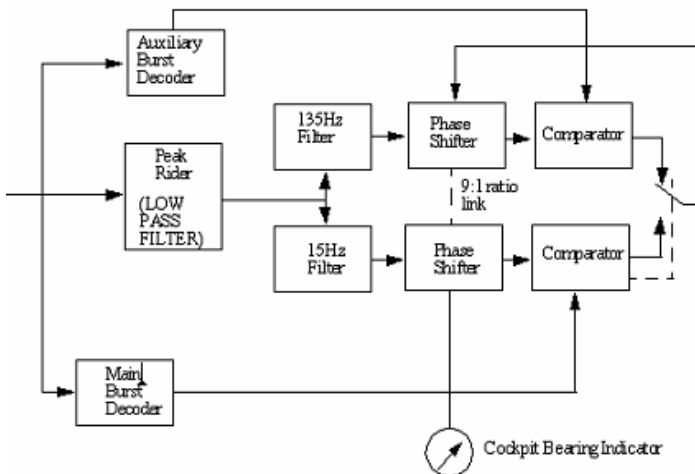 Auxiliary
Burst
Decoder
135Hz
Filter
Phase
Shifter
Comparator
Peak
Rider
(LOW
PASS
FILTER)
9:1 ratio
link
15Hz
Filter
Phase
Shifter
Comparator
Main
Burst
Decoder
Cockpit Bearing Indicator